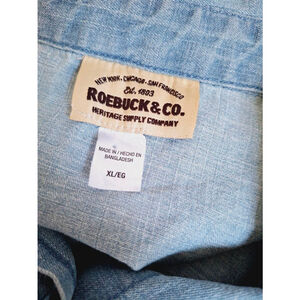 NEW YORK, CHICAGO · SAN FRANCISCO
Est. 1893
ROEBUCK & CO.
HERITAGE SUPPLY COMPANY
MADE IN / HECHO EN
BANGLADESH
XL/EG